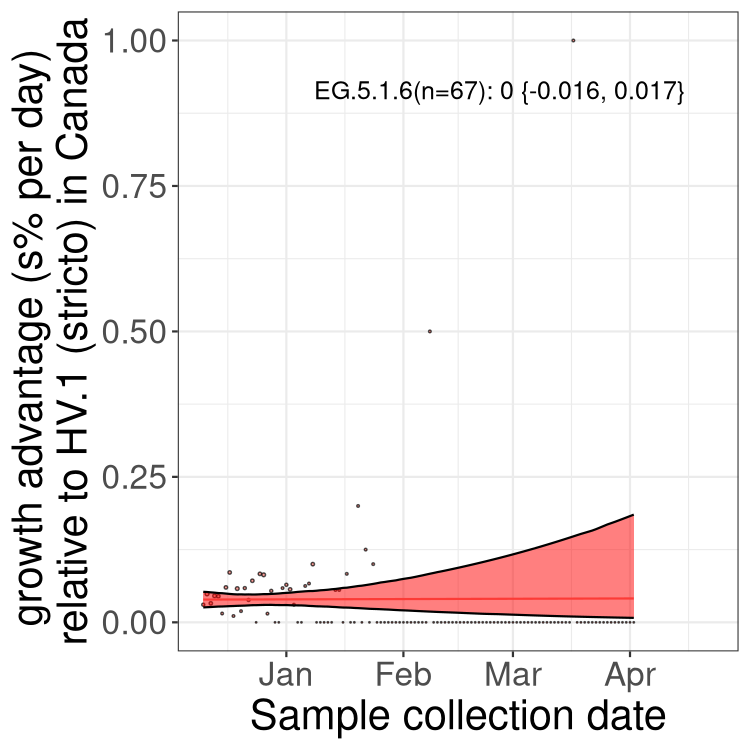 growth advantage (s% per day)
relative to HV.1 (stricto) in Canada
1.00
EG.5.1.6(n=67): 0 {-0.016, 0.017}
0.75
0.50
0.25
0.00
Jan Feb Mar Apr
Sample collection date